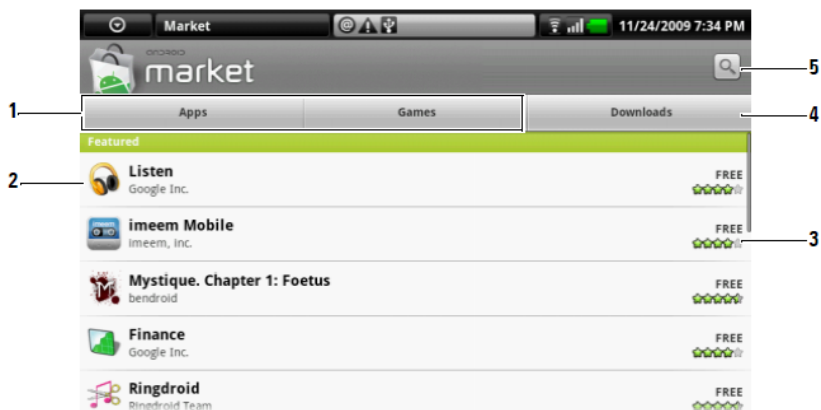 Market
11/24/2009 7:34 PM
ANDROID
market
5
1
Apps
Games
Downloads
4
Featured
2
Listen
Google Inc.
FREE
imeem Mobile
imeem, inc.
FREE
3
Mystique. Chapter 1: Foetus
bendroid
FREE
Finance
Google Inc.
FREE
Ringdroid
Ringdroid Team
FREE